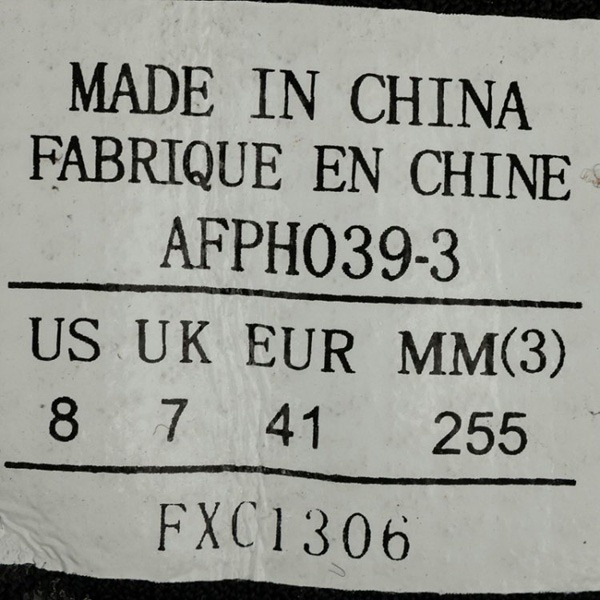 MADE IN CHINA
FABRIQUE EN CHINE
AFPH039-3
US UK EUR MM(3)
8 7 41 255
FXC1306